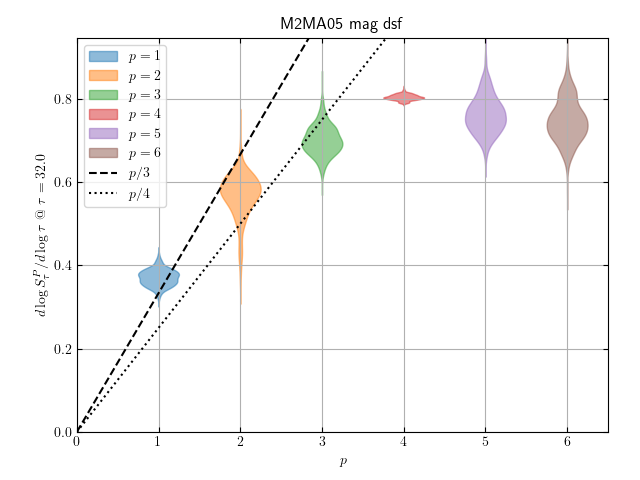 M2MA05 mag dsf
p = 1
p = 2
p = 3
p = 4
p = 5
p = 6
p/3
p/4
d log S_τ^P / d log τ @ τ = 32.0
0.0
0.2
0.4
0.6
0.8
0 1 2 3 4 5 6
p